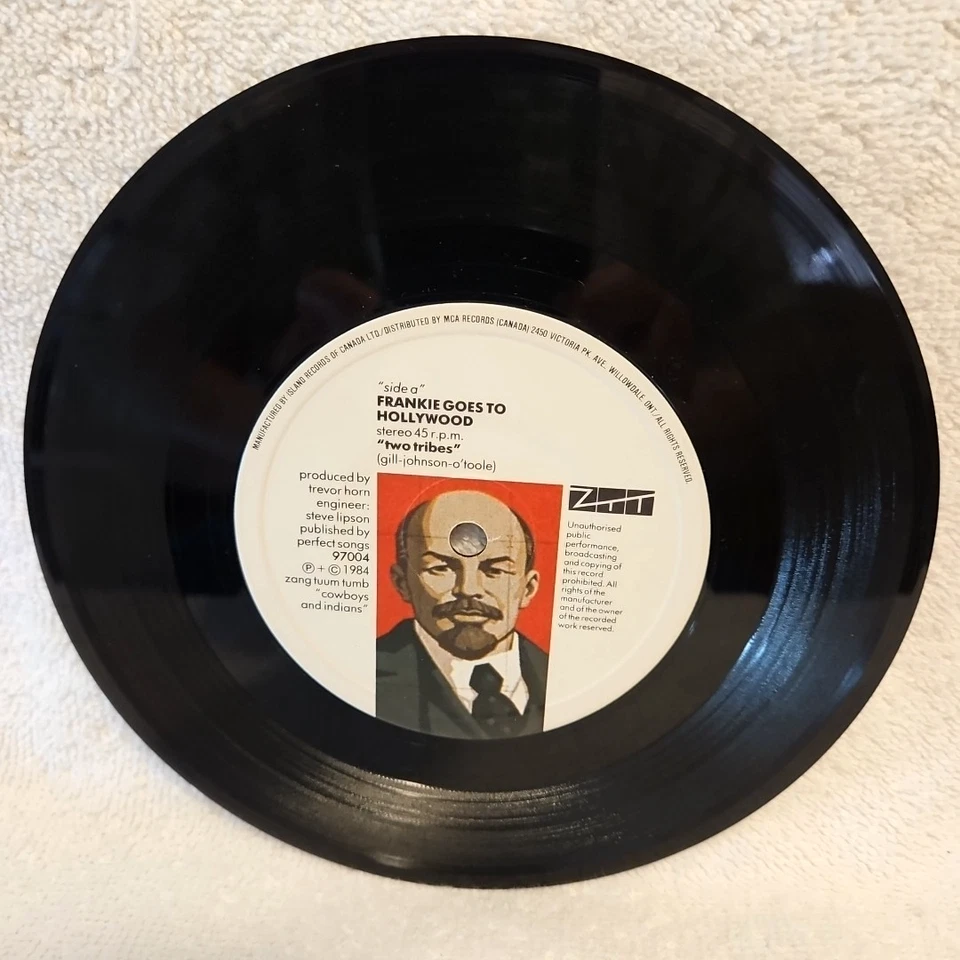 MANUFACTURED BY ISLAND RECORDS OF CANADA LTD./DISTRIBUTED BY MCA RECORDS (CANADA) 2450 VICTORIA PK. AVE. WILLOWDALE, ONT./ALL RIGHTS RESERVED.
"side a"
FRANKIE GOES TO
HOLLYWOOD
stereo 45 r.p.m.
"two tribes"
(gill-johnson-o'toole)
produced by
trevor horn
engineer:
steve lipson
published by
perfect songs
97004
Ⓟ + © 1984
zang tuum tumb
"cowboys
and indians"
ZTT
Unauthorised
public
performance,
broadcasting
and copying of
this record
prohibited. All
rights of the
manufacturer
and of the owner
of the recorded
work reserved.